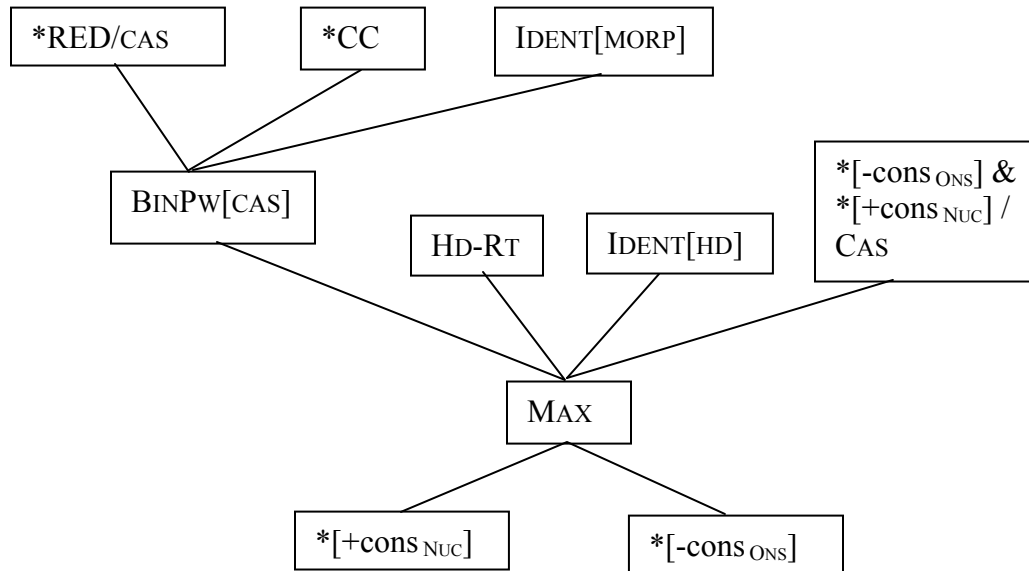 *RED/CAS
*CC
IDENT[MORP]
BINPW[CAS]
HD-RT
IDENT[HD]
*[-cons ONS] &
*[+cons NUC] /
CAS
MAX
*[+cons NUC]
*[-cons ONS]